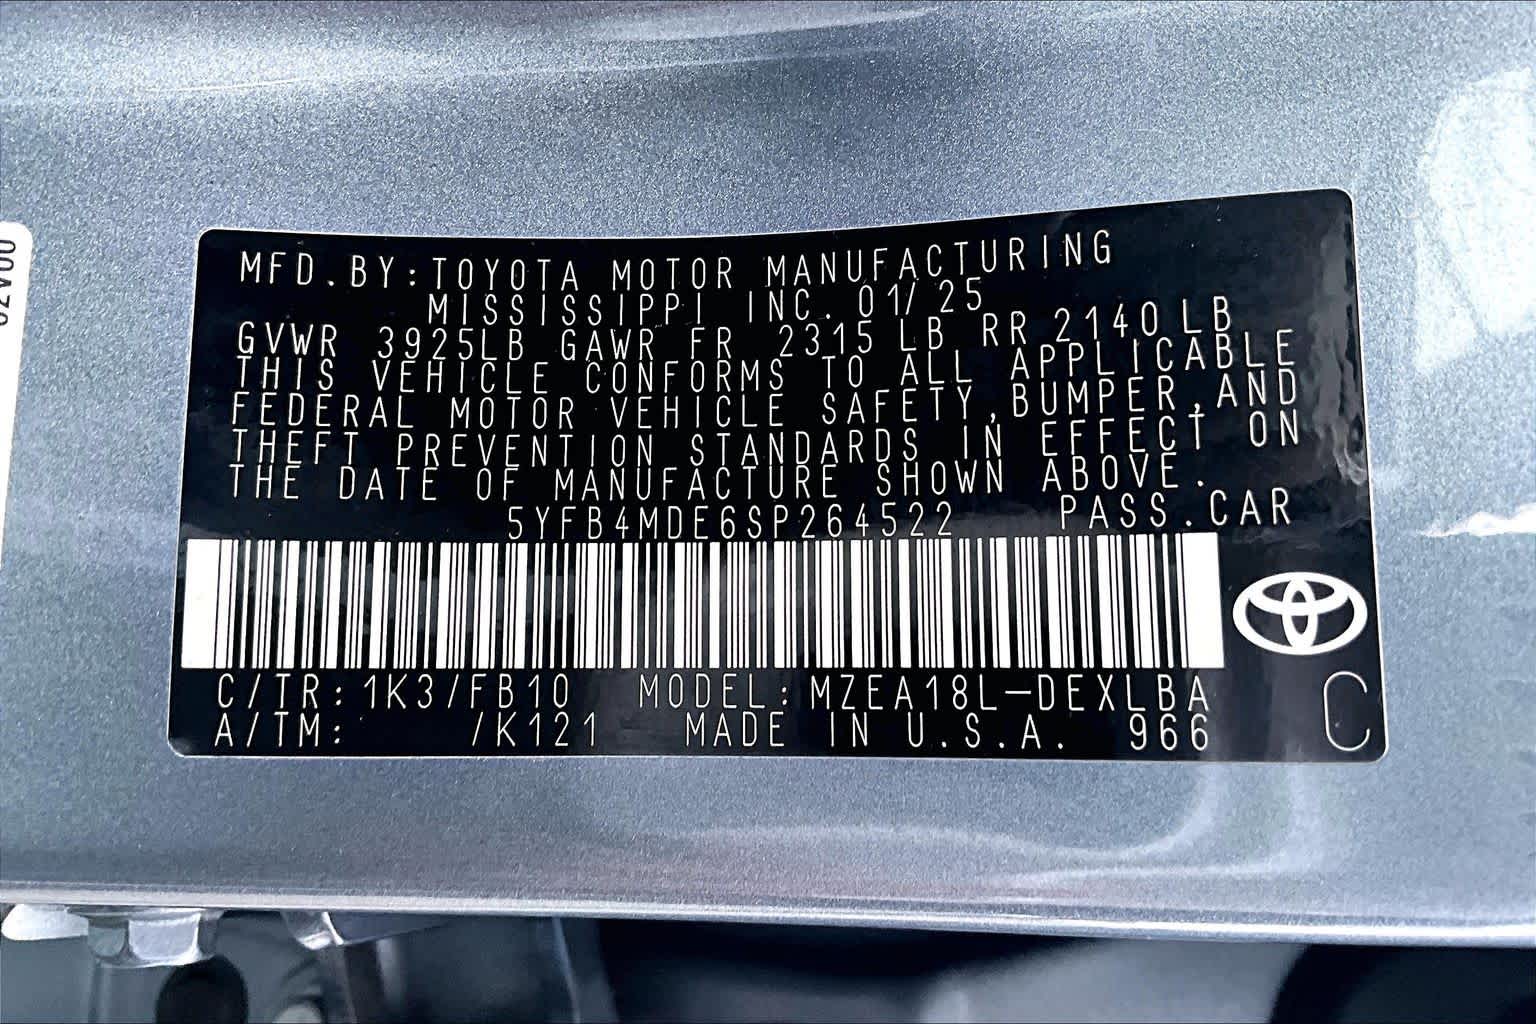 MFD.BY:TOYOTA MOTOR MANUFACTURING
MISSISSIPPI INC. 01/25
GVWR 3925LB GAWR FR 2315 LB RR 2140LB
THIS VEHICLE CONFORMS TO ALL APPLICABLE
FEDERAL MOTOR VEHICLE SAFETY,BUMPER,AND
THEFT PREVENTION STANDARDS IN EFFECT ON
THE DATE OF MANUFACTURE SHOWN ABOVE.
5YFB4MDE6SP264522 PASS.CAR
C/TR:1K3/FB10 MODEL:MZEA18L-DEXLBA
A/TM: /K121 MADE IN U.S.A. 966
C